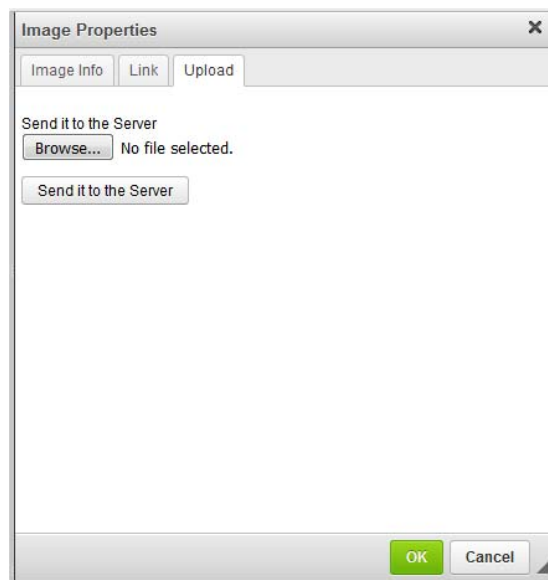 Image Properties
Image Info Link Upload
Send it to the Server
Browse... No file selected.
Send it to the Server
OK Cancel